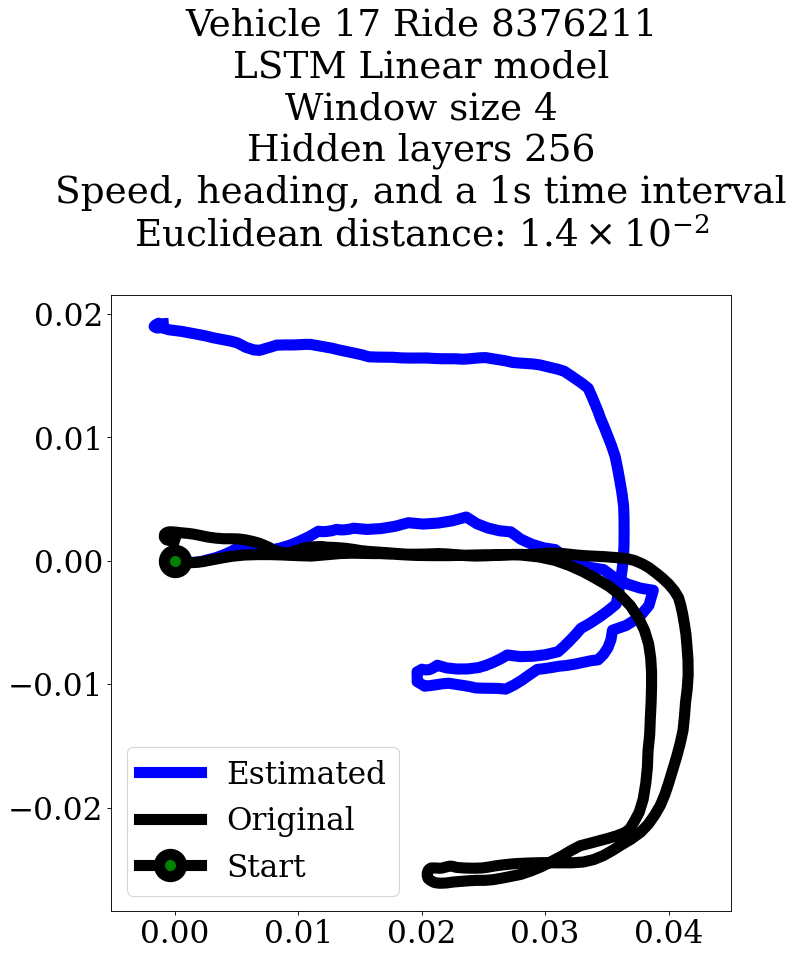 Vehicle 17 Ride 8376211
LSTM Linear model
Window size 4
Hidden layers 256
Speed, heading, and a 1s time interval
Euclidean distance: 1.4 × 10⁻²
0.02
0.01
0.00
−0.01
−0.02
Estimated
Original
Start
0.00 0.01 0.02 0.03 0.04